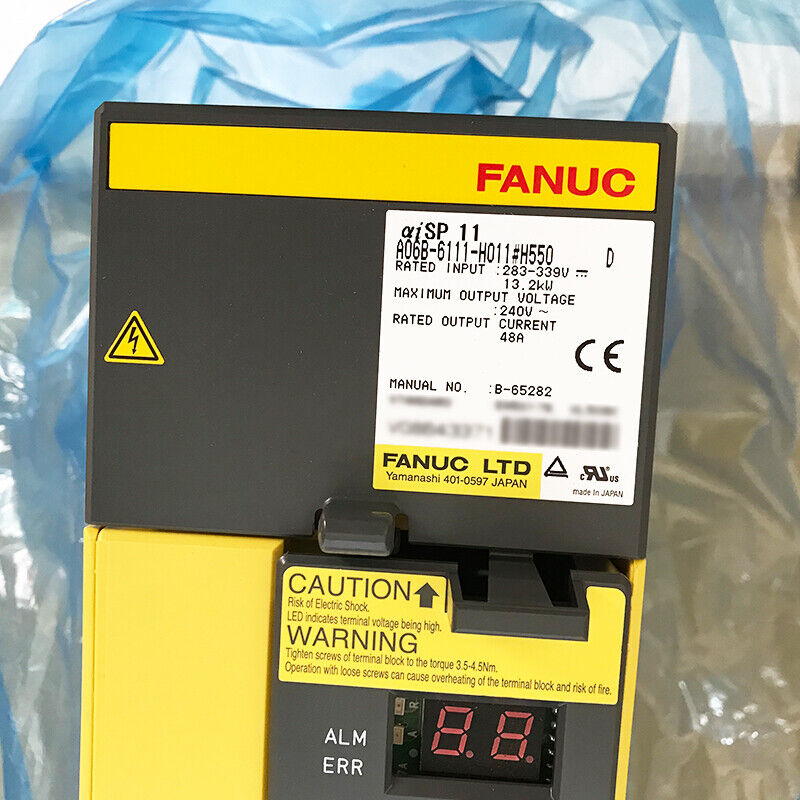 FANUC
αiSP 11
A06B-6111-H011#H550 D
RATED INPUT :283-339V ⎓
13.2kW
MAXIMUM OUTPUT VOLTAGE
:240V ~
RATED OUTPUT CURRENT
48A
CE
MANUAL NO. :B-65282
FANUC LTD
Yamanashi 401-0597 JAPAN
c RU US
made in JAPAN
CAUTION
Risk of Electric Shock.
LED indicates terminal voltage being high.
WARNING
Tighten screws of terminal block to the torque 3.5-4.5Nm.
Operation with loose screws can cause overheating of the terminal block and risk of fire.
8.8.
ALM
ERR